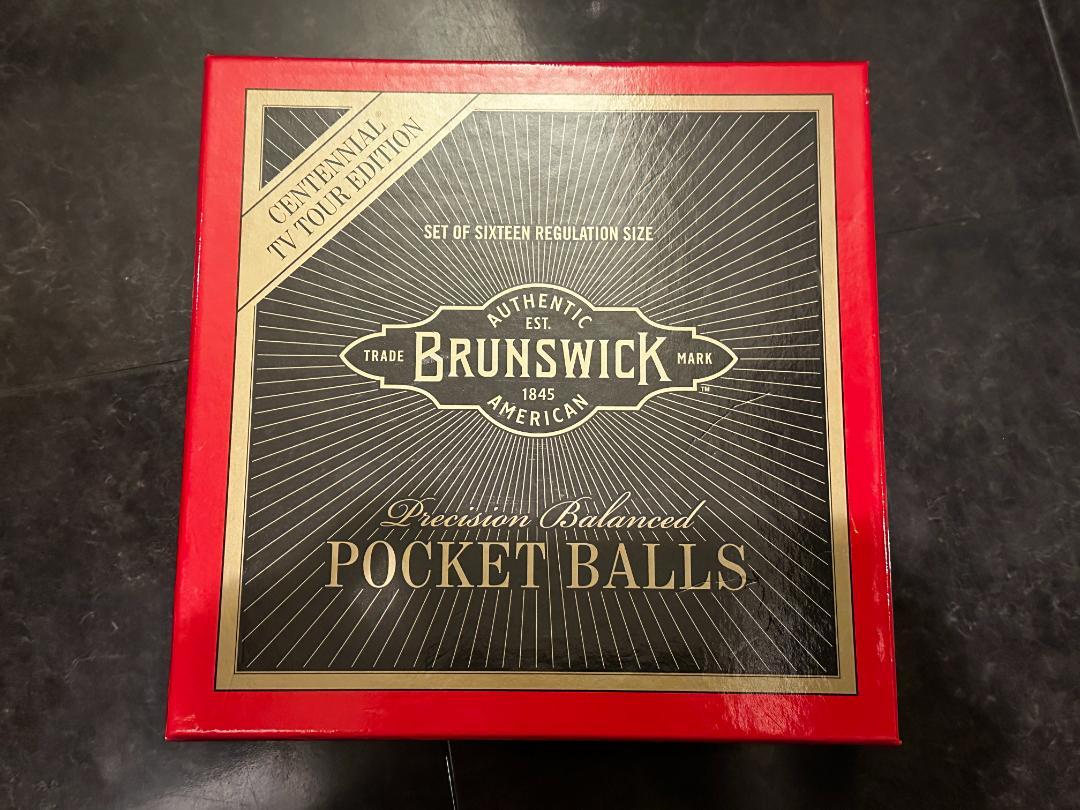 CENTENNIAL
TV TOUR EDITION
SET OF SIXTEEN REGULATION SIZE
AUTHENTIC
EST.
TRADE BRUNSWICK MARK
™
1845
AMERICAN
Precision Balanced
POCKET BALLS